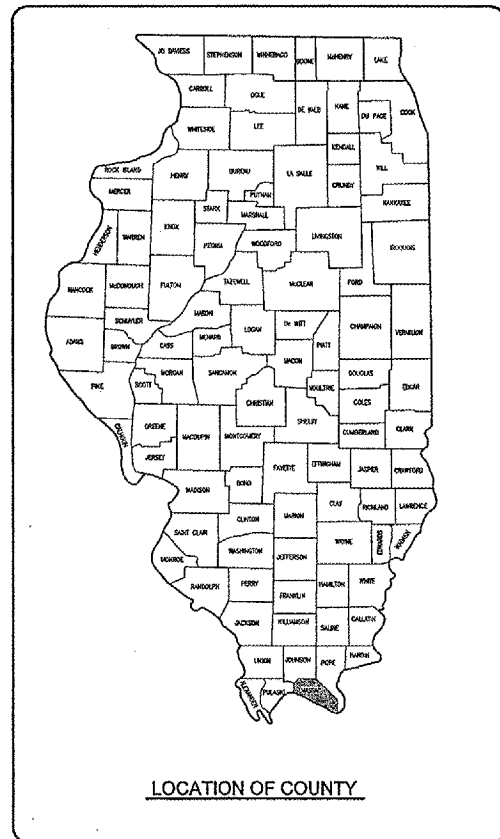 JO DAVIESS STEPHENSON WINNEBAGO BOONE McHENRY LAKE
CARROLL OGLE DE KALB KANE COOK
DU PAGE
WHITESIDE LEE
KENDALL
ROCK ISLAND HENRY BUREAU LA SALLE GRUNDY WILL
MERCER PUTNAM KANKAKEE
STARK MARSHALL
HENDERSON WARREN KNOX PEORIA WOODFORD LIVINGSTON IROQUOIS
HANCOCK McDONOUGH FULTON TAZEWELL McCLEAN FORD
SCHUYLER MASON
ADAMS BROWN CASS MENARD LOGAN De WITT PIATT CHAMPAIGN VERMILION
MACON
PIKE SCOTT MORGAN SANGAMON MOULTRIE DOUGLAS EDGAR
CHRISTIAN COLES
CALHOUN GREENE MACOUPIN MONTGOMERY SHELBY CUMBERLAND CLARK
JERSEY
FAYETTE EFFINGHAM JASPER CRAWFORD
MADISON BOND
CLAY RICHLAND LAWRENCE
CLINTON MARION
SAINT CLAIR WAYNE EDWARDS WABASH
MONROE WASHINGTON JEFFERSON
RANDOLPH PERRY HAMILTON WHITE
FRANKLIN
JACKSON WILLIAMSON SALINE GALLATIN
UNION JOHNSON POPE HARDIN
ALEXANDER PULASKI MASSAC
LOCATION OF COUNTY